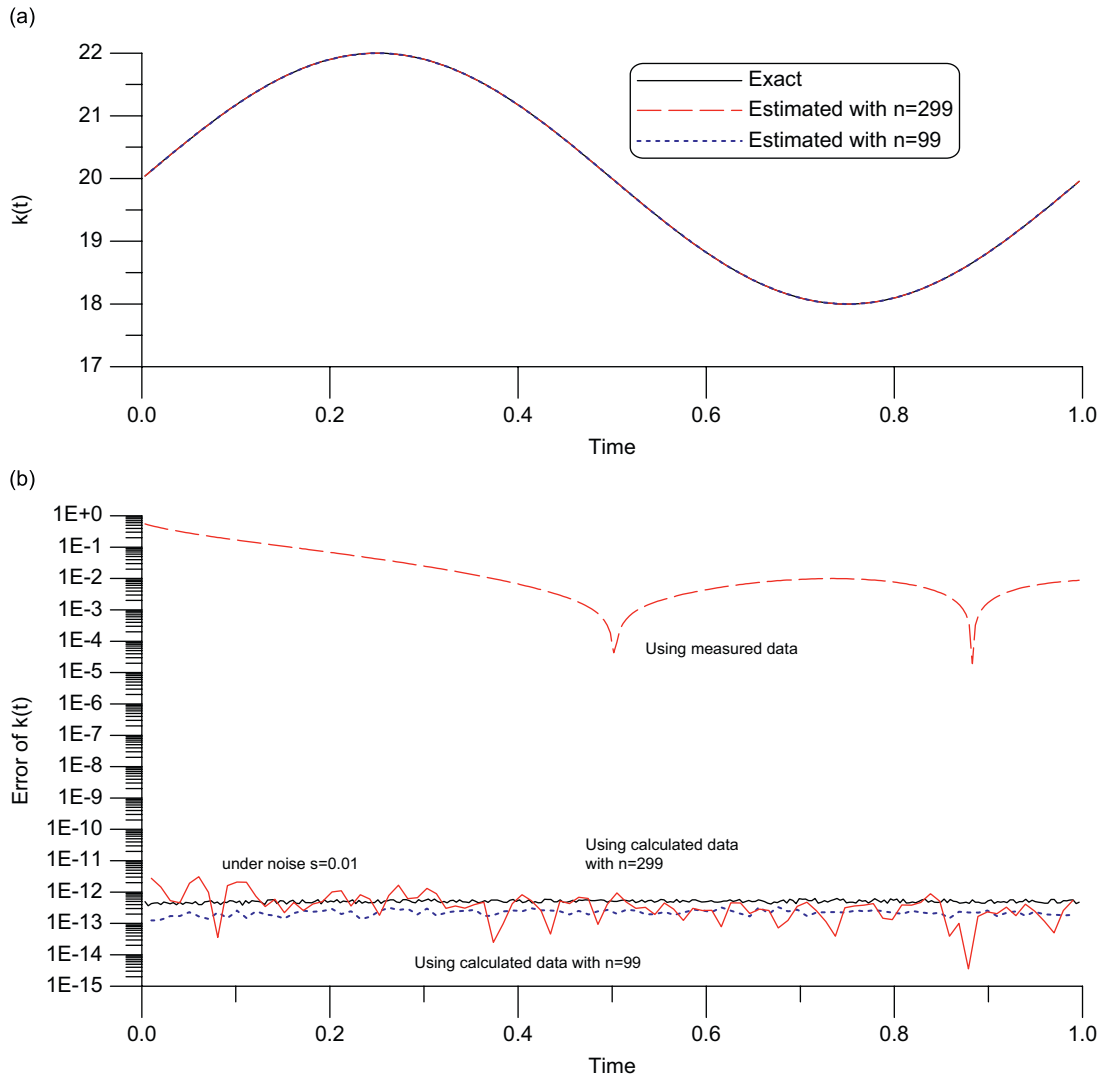 (a)
22
21
20
19
18
17
k(t)
Exact
Estimated with n=299
Estimated with n=99
0.0
0.2
0.4
0.6
0.8
1.0
Time
(b)
1E+0
1E-1
1E-2
1E-3
1E-4
1E-5
1E-6
1E-7
1E-8
1E-9
1E-10
1E-11
1E-12
1E-13
1E-14
1E-15
Error of k(t)
Using measured data
under noise s=0.01
Using calculated data
with n=299
Using calculated data with n=99
0.0
0.2
0.4
0.6
0.8
1.0
Time